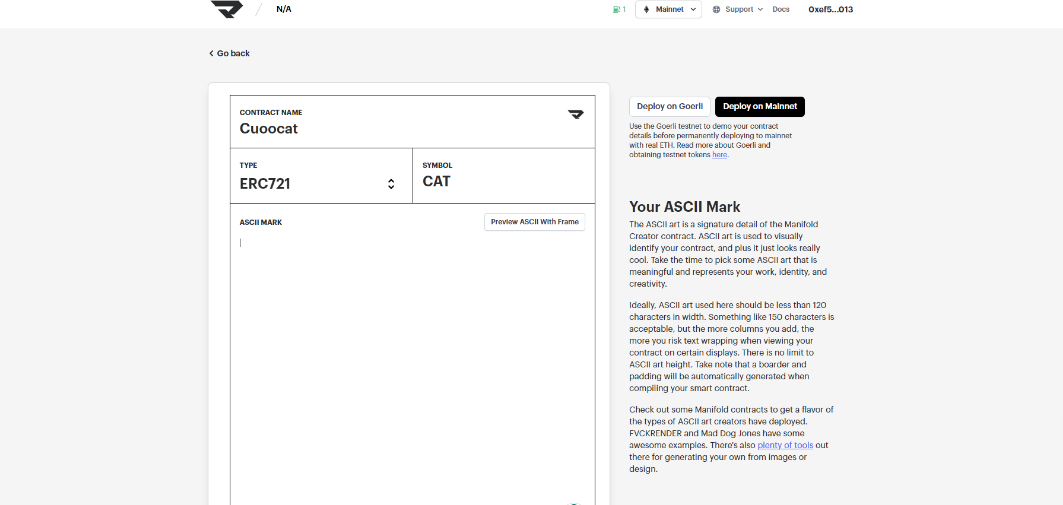 N/A
1
Mainnet
Support
Docs
0xef5...013
Go back
CONTRACT NAME
Cuoocat
TYPE
ERC721
SYMBOL
CAT
ASCII MARK
Preview ASCII With Frame
Deploy on Goerli
Deploy on Mainnet
Use the Goerli testnet to demo your contract
details before permanently deploying to mainnet
with real ETH. Read more about Goerli and
obtaining testnet tokens here.
Your ASCII Mark
The ASCII art is a signature detail of the Manifold
Creator contract. ASCII art is used to visually
identify your contract, and plus it just looks really
cool. Take the time to pick some ASCII art that is
meaningful and represents your work, identity, and
creativity.
Ideally, ASCII art used here should be less than 120
characters in width. Something like 150 characters is
acceptable, but the more columns you add, the
more you risk text wrapping when viewing your
contract on certain displays. There is no limit to
ASCII art height. Take note that a boarder and
padding will be automatically generated when
compiling your smart contract.
Check out some Manifold contracts to get a flavor of
the types of ASCII art creators have deployed.
FVCKRENDER and Mad Dog Jones have some
awesome examples. There's also plenty of tools out
there for generating your own from images or
design.